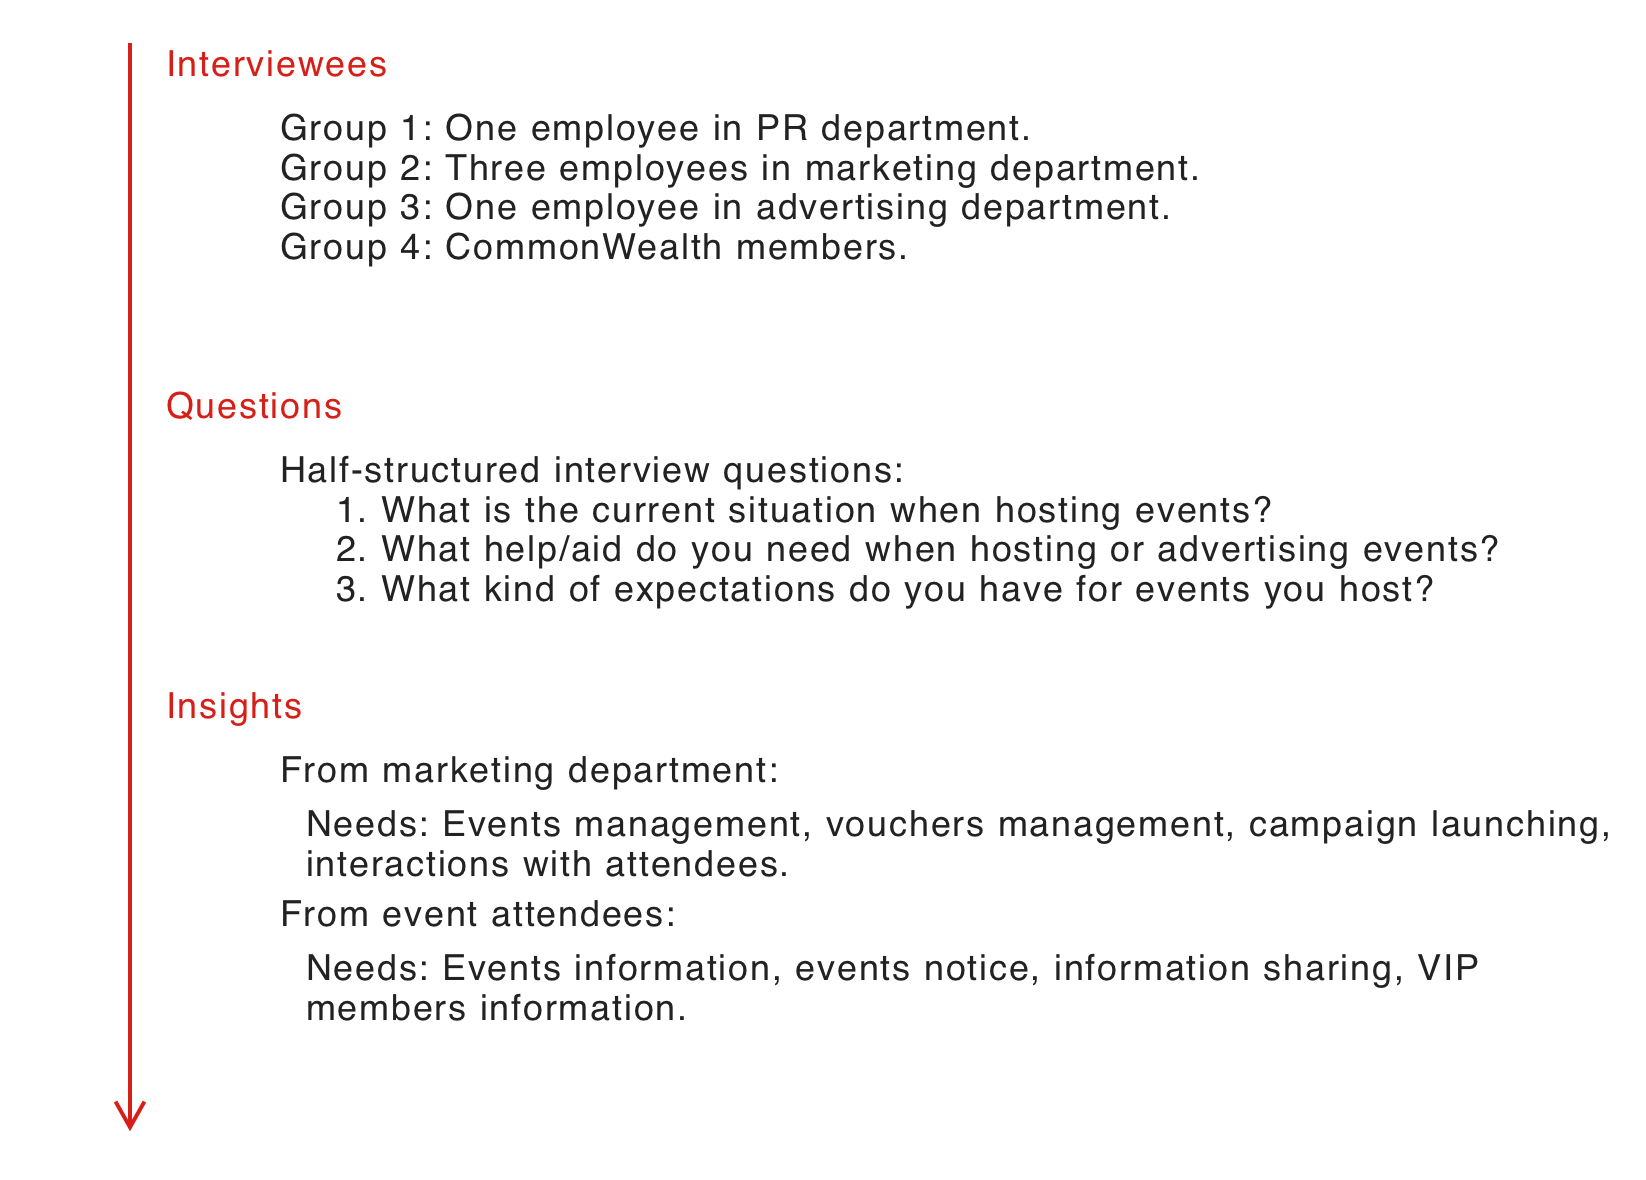 Interviewees
Group 1: One employee in PR department.
Group 2: Three employees in marketing department.
Group 3: One employee in advertising department.
Group 4: CommonWealth members.
Questions
Half-structured interview questions:
1. What is the current situation when hosting events?
2. What help/aid do you need when hosting or advertising events?
3. What kind of expectations do you have for events you host?
Insights
From marketing department:
Needs: Events management, vouchers management, campaign launching,
interactions with attendees.
From event attendees:
Needs: Events information, events notice, information sharing, VIP
members information.